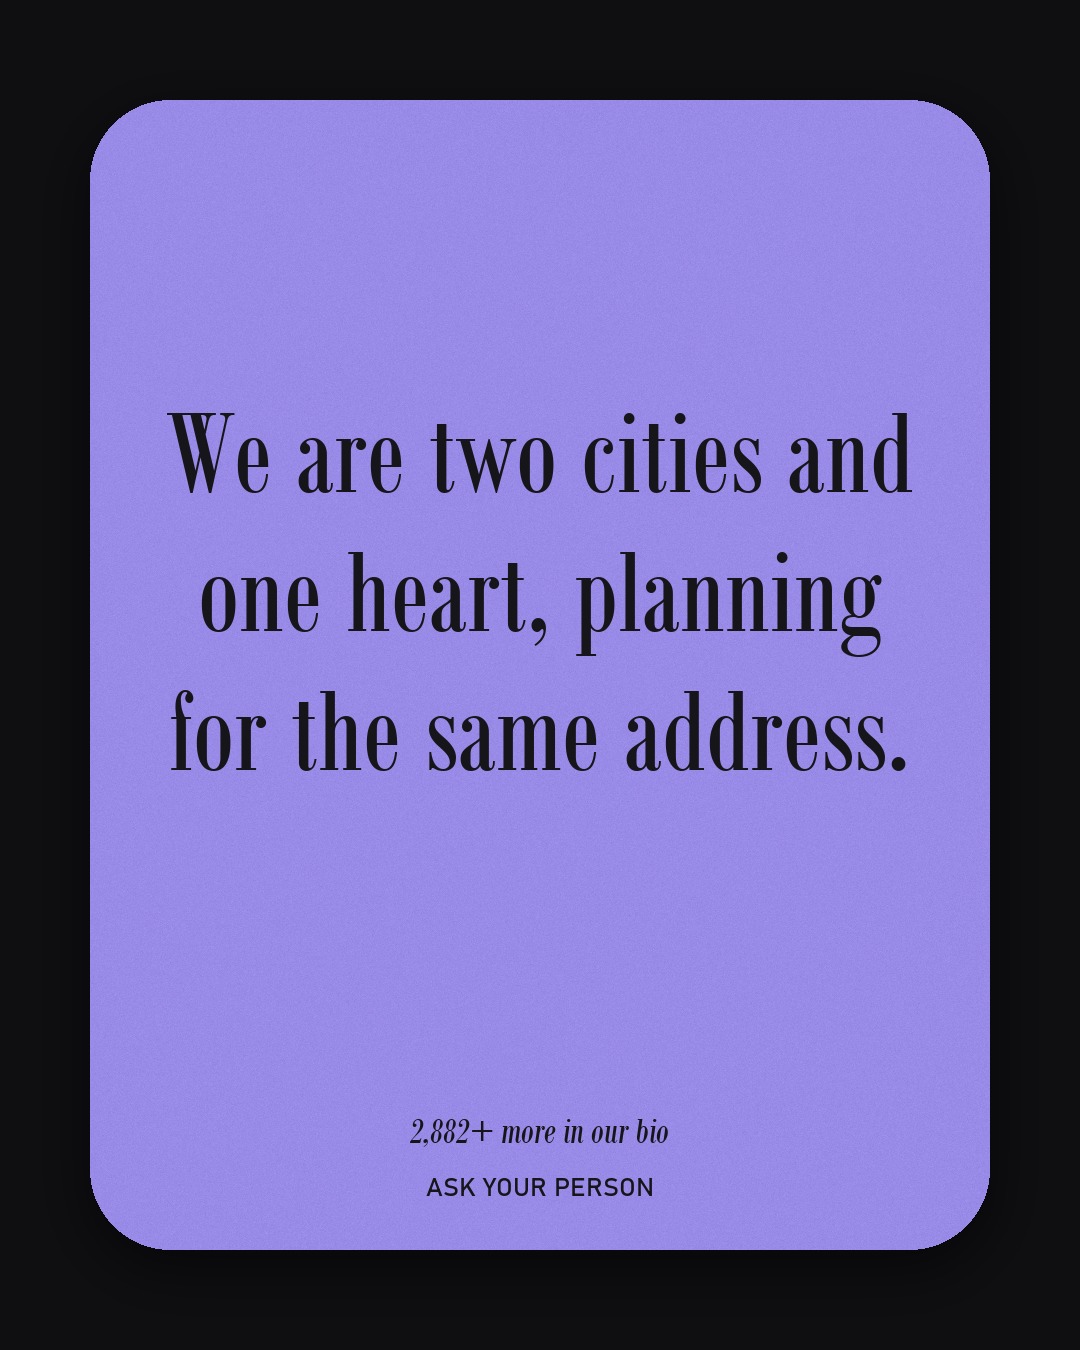 We are two cities and
one heart, planning
for the same address.
2,882+ more in our bio
ASK YOUR PERSON